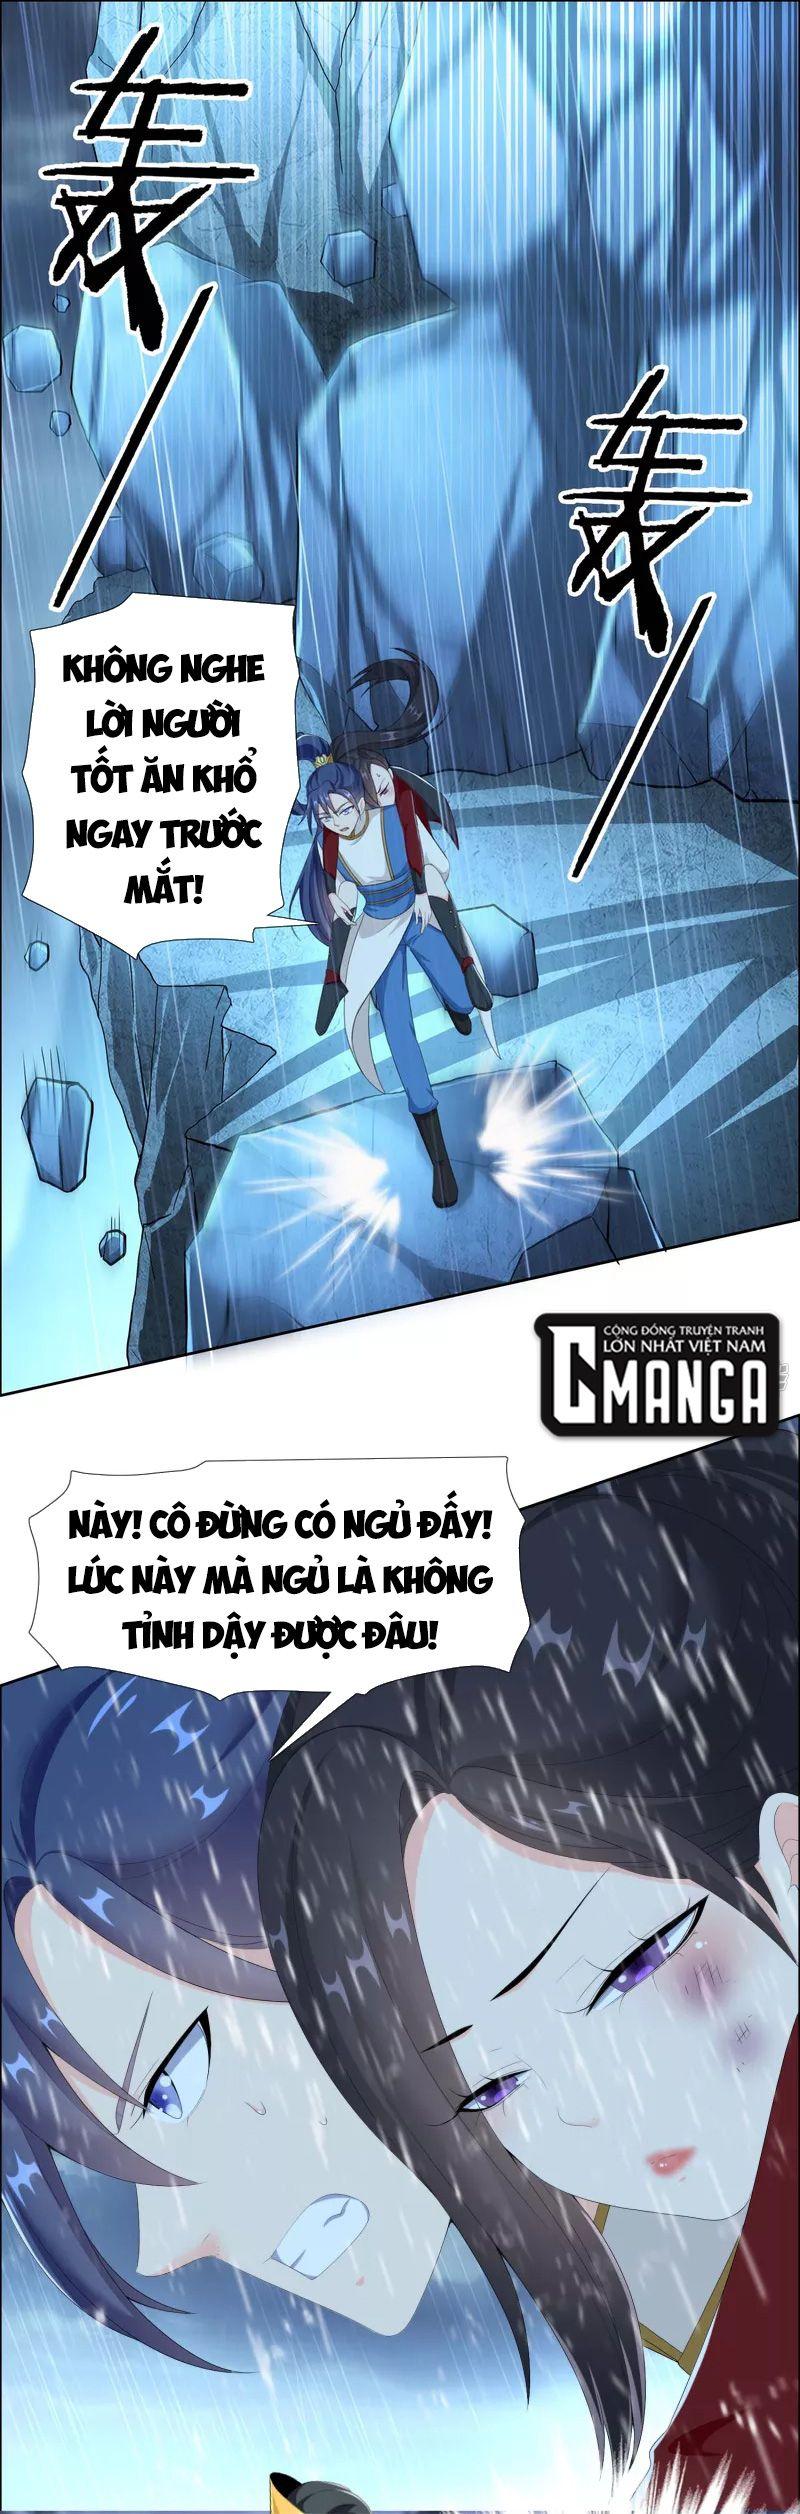 轰
轰
KHÔNG NGHE
LỜI NGƯỜI
TỐT ĂN KHỔ
NGAY TRƯỚC
MẮT!
CỘNG ĐỒNG TRUYỆN TRANH
LỚN NHẤT VIỆT NAM
CMANGA
NÀY! CÔ ĐỪNG CÓ NGỦ ĐẤY!
LÚC NÀY MÀ NGỦ LÀ KHÔNG
TỈNH DẬY ĐƯỢC ĐÂU!